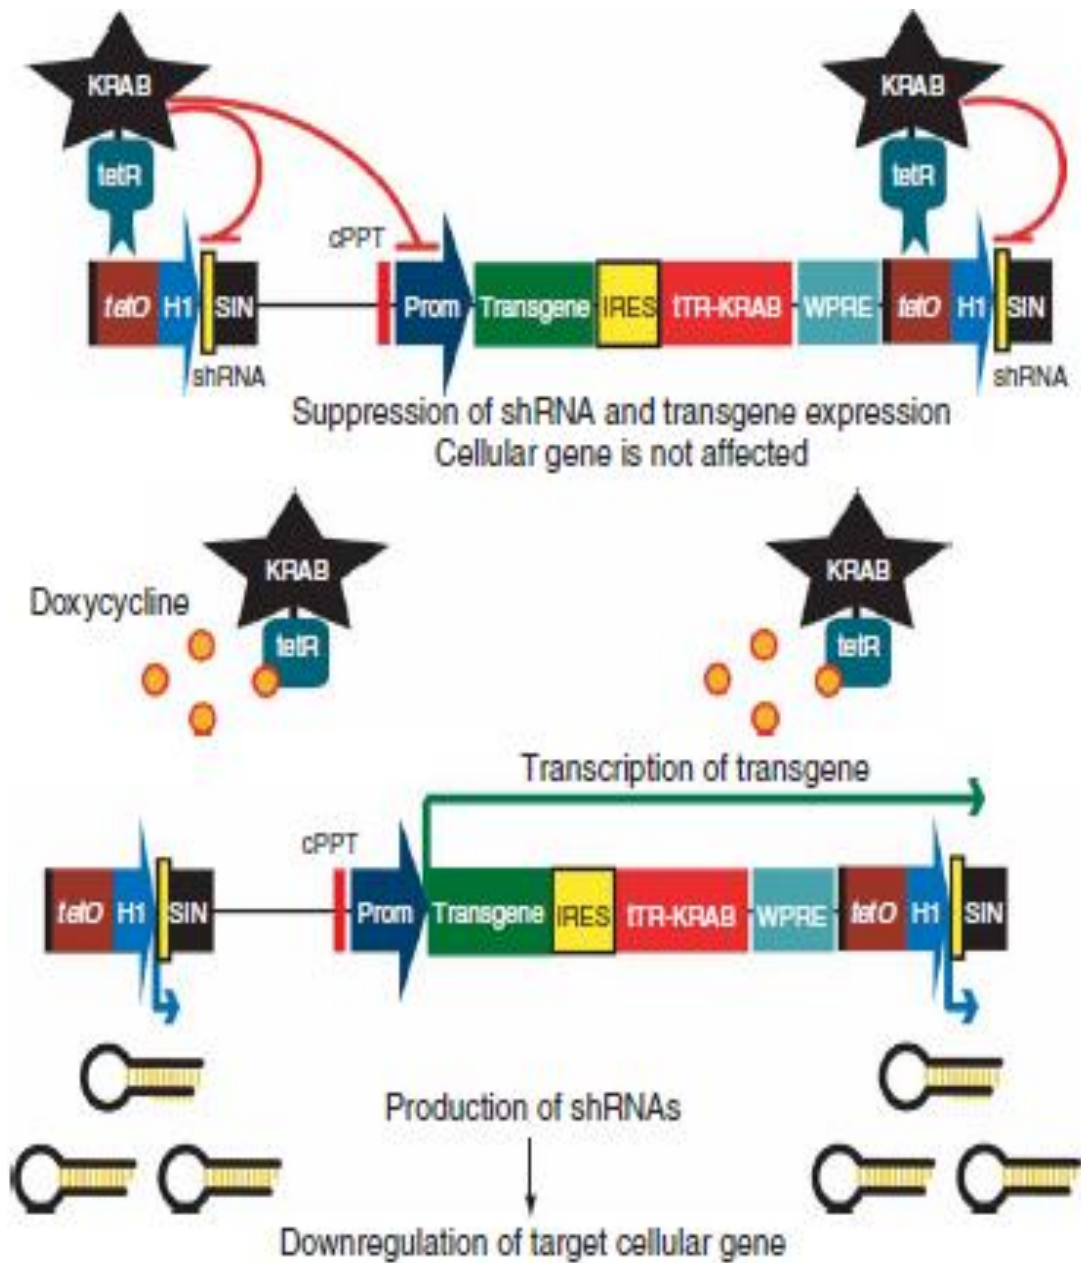 KRAB KRAB
tetR tetR
cPPT
tetO H1 SIN Prom Transgene IRES tTR-KRAB WPRE tetO H1 SIN
shRNA shRNA
Suppression of shRNA and transgene expression
Cellular gene is not affected
KRAB KRAB
Doxycycline
tetR tetR
Transcription of transgene
cPPT
tetO H1 SIN Prom Transgene IRES tTR-KRAB WPRE tetO H1 SIN
Production of shRNAs
Downregulation of target cellular gene